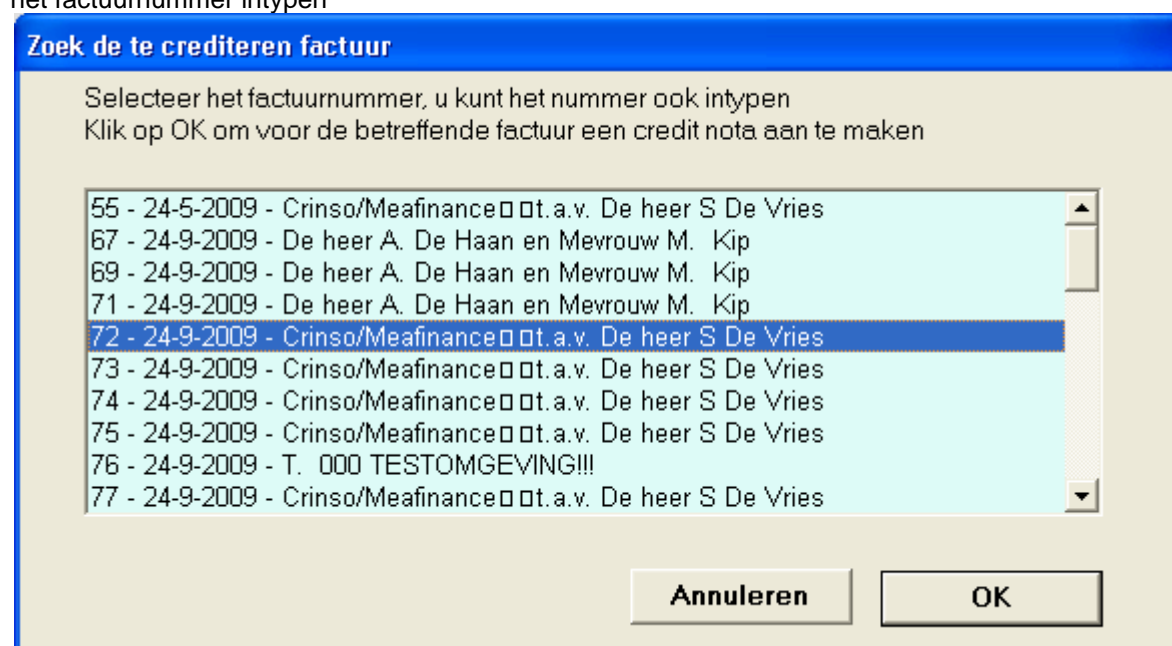 het factuurnummer intypen
Zoek de te crediteren factuur
Selecteer het factuurnummer, u kunt het nummer ook intypen
Klik op OK om voor de betreffende factuur een credit nota aan te maken
55 - 24-5-2009 - Crinso/Meafinance□□t.a.v. De heer S De Vries
67 - 24-9-2009 - De heer A. De Haan en Mevrouw M.  Kip
69 - 24-9-2009 - De heer A. De Haan en Mevrouw M.  Kip
71 - 24-9-2009 - De heer A. De Haan en Mevrouw M.  Kip
72 - 24-9-2009 - Crinso/Meafinance□□t.a.v. De heer S De Vries
73 - 24-9-2009 - Crinso/Meafinance□□t.a.v. De heer S De Vries
74 - 24-9-2009 - Crinso/Meafinance□□t.a.v. De heer S De Vries
75 - 24-9-2009 - Crinso/Meafinance□□t.a.v. De heer S De Vries
76 - 24-9-2009 - T.  000 TESTOMGEVING!!!
77 - 24-9-2009 - Crinso/Meafinance□□t.a.v. De heer S De Vries
Annuleren OK